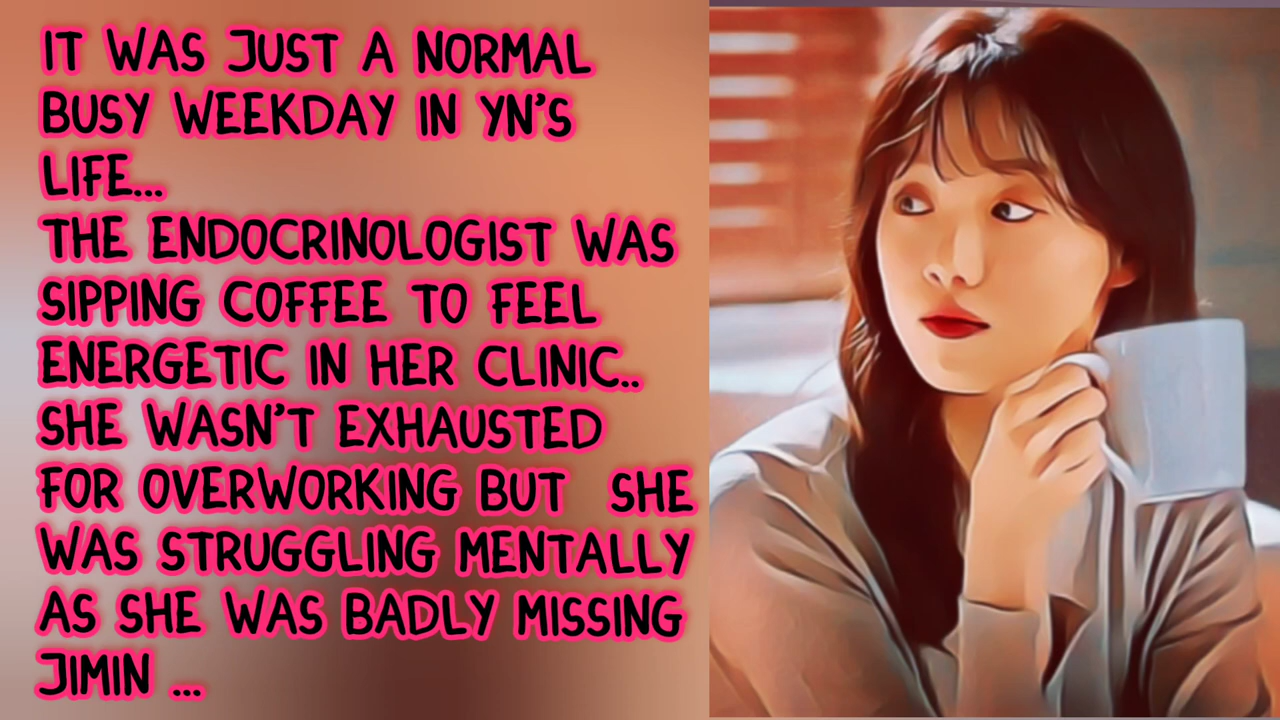 IT WAS JUST A NORMAL
BUSY WEEKDAY IN YN'S
LIFE...
THE ENDOCRINOLOGIST WAS
SIPPING COFFEE TO FEEL
ENERGETIC IN HER CLINIC..
SHE WASN'T EXHAUSTED
FOR OVERWORKING BUT SHE
WAS STRUGGLING MENTALLY
AS SHE WAS BADLY MISSING
JIMIN ...